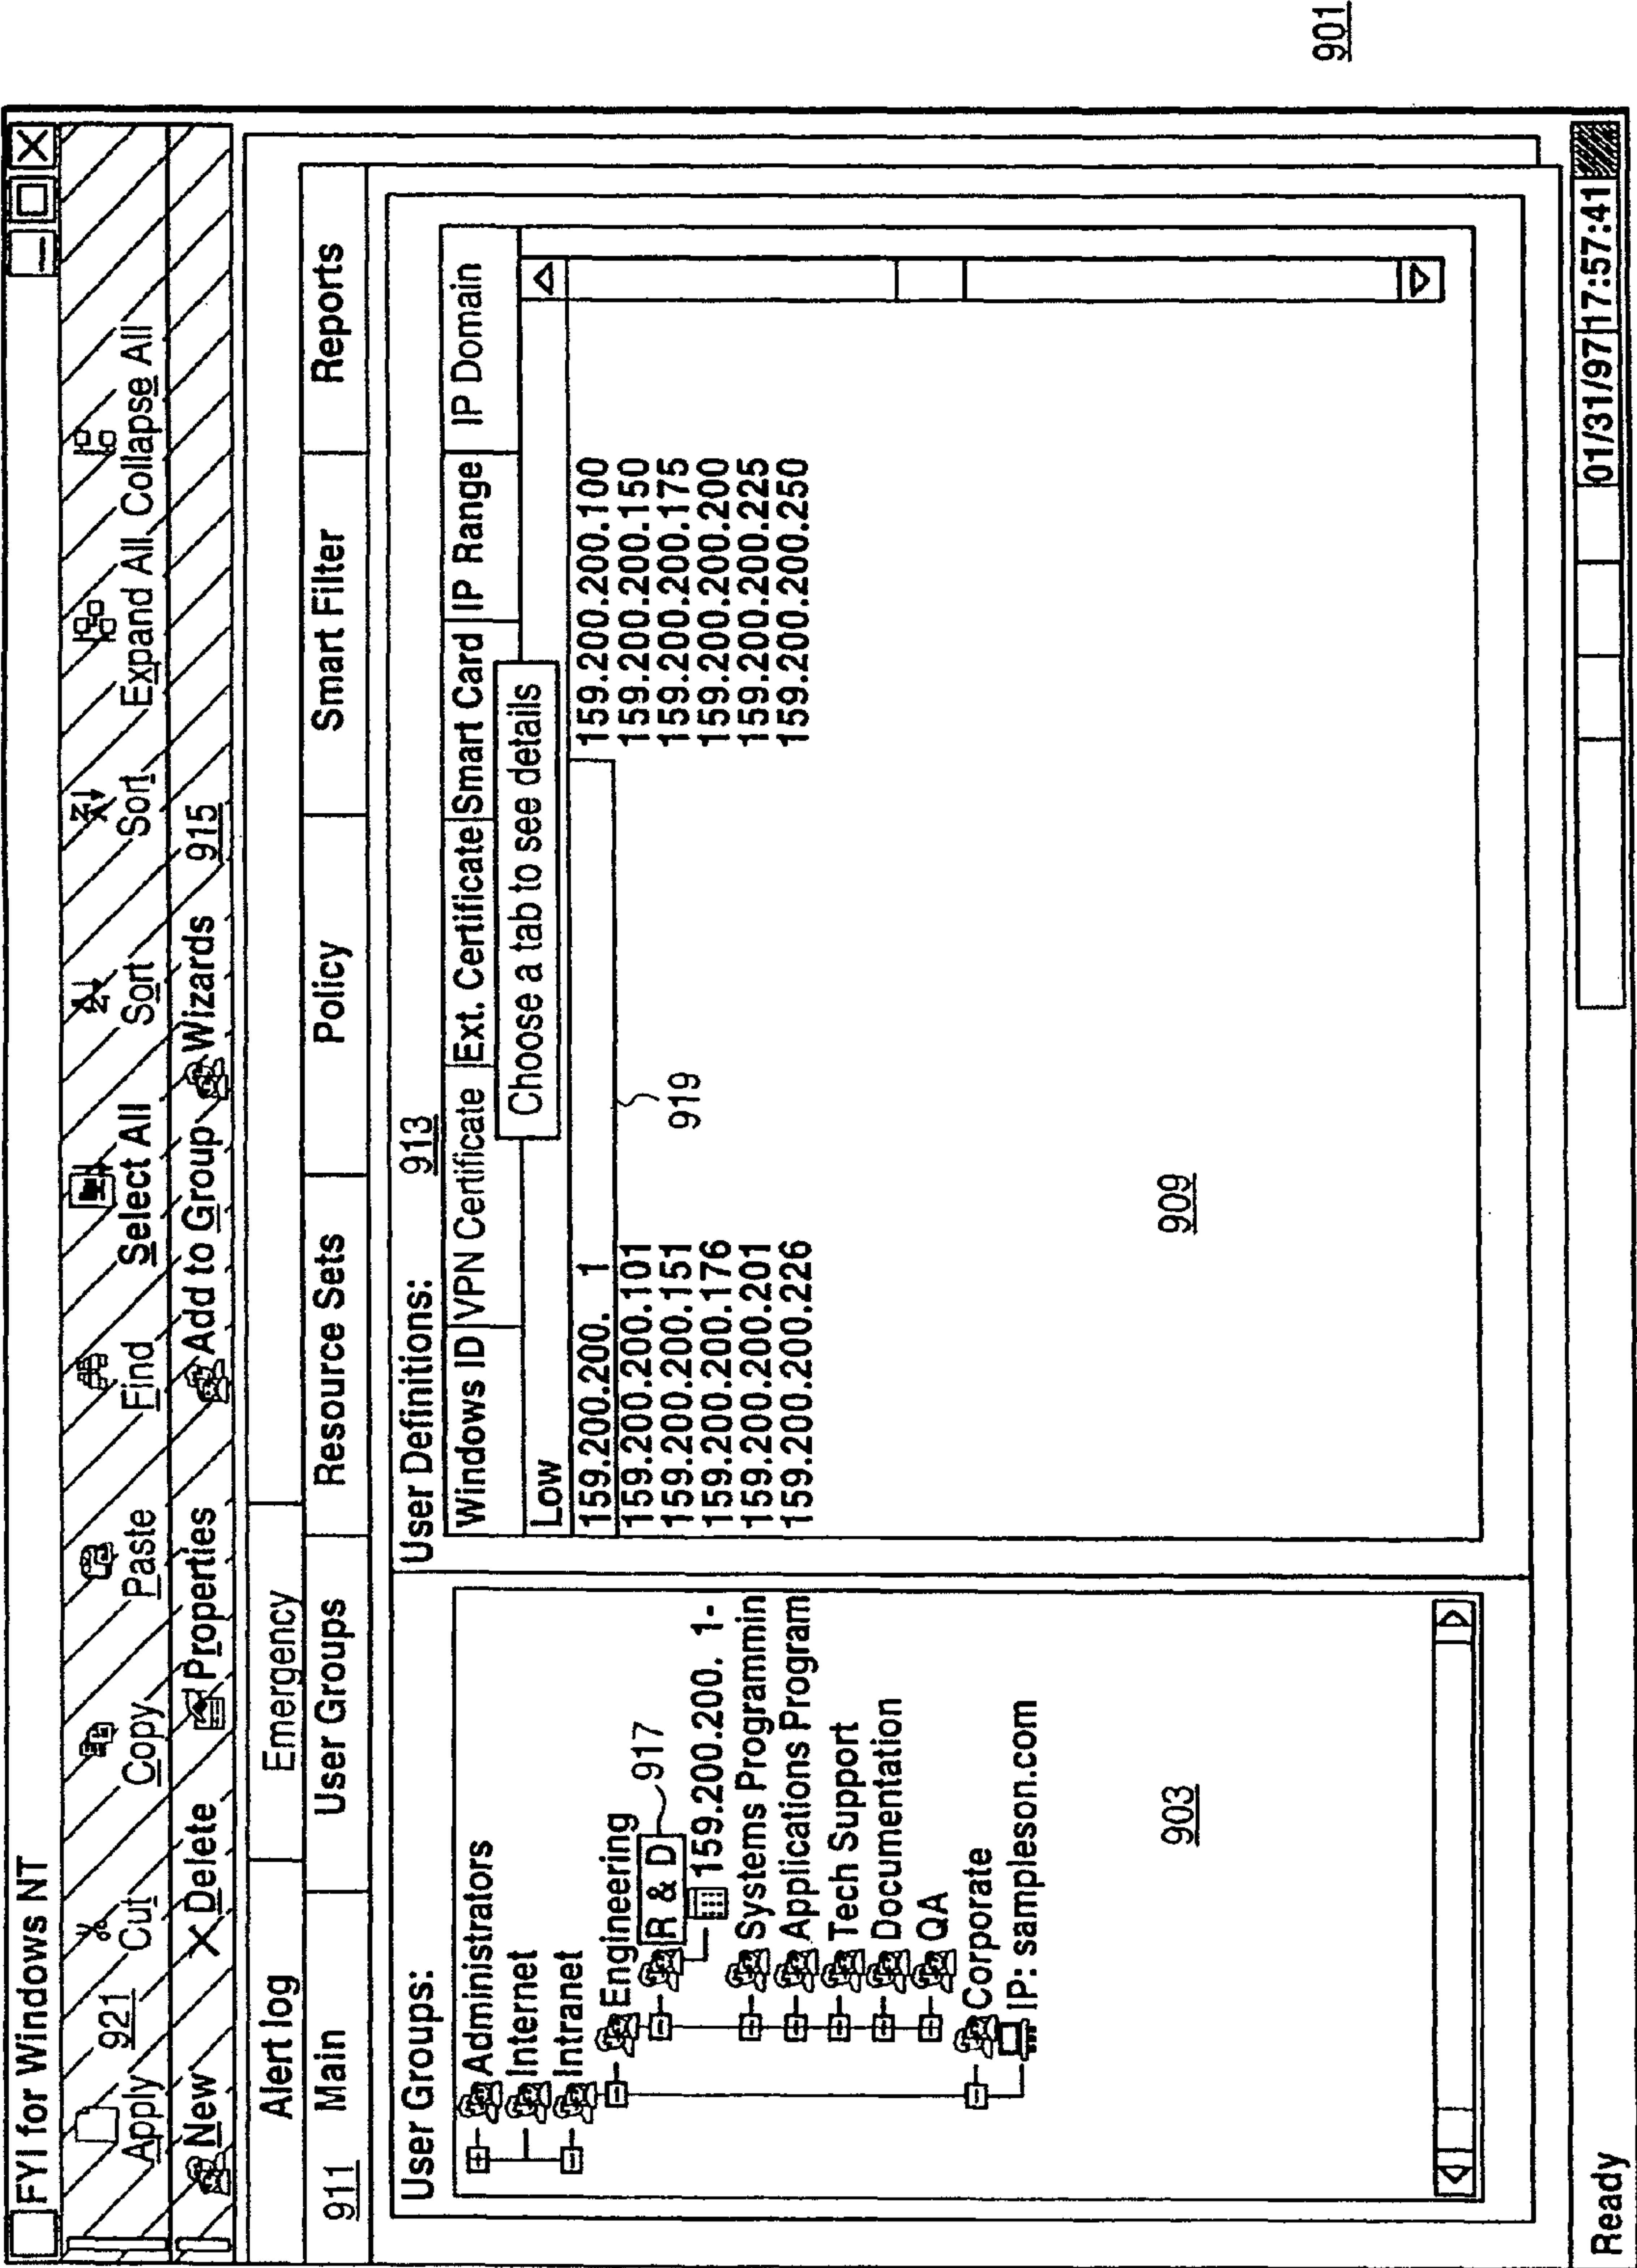 FYI for Windows NT
921
Apply Cut Copy Paste Find Select All Sort Sort Expand All Collapse All
New Delete Properties Add to Group Wizards 915
Alert log Emergency
911 Main User Groups Resource Sets Policy Smart Filter Reports
User Groups:
Administrators
Internet
Intranet
Engineering
R & D 917
159.200.200. 1-
Systems Programmin
Applications Program
Tech Support
Documentation
QA
Corporate
IP: sampleson.com
903
User Definitions: 913
Windows ID VPN Certificate Ext. Certificate Smart Card IP Range IP Domain
Choose a tab to see details
Low
159.200.200. 1 159.200.200.100
159.200.200.101 159.200.200.150
159.200.200.151 159.200.200.175
159.200.200.176 159.200.200.200
159.200.200.201 159.200.200.225
159.200.200.226 159.200.200.250
919
909
Ready 01/31/97 17:57:41
901